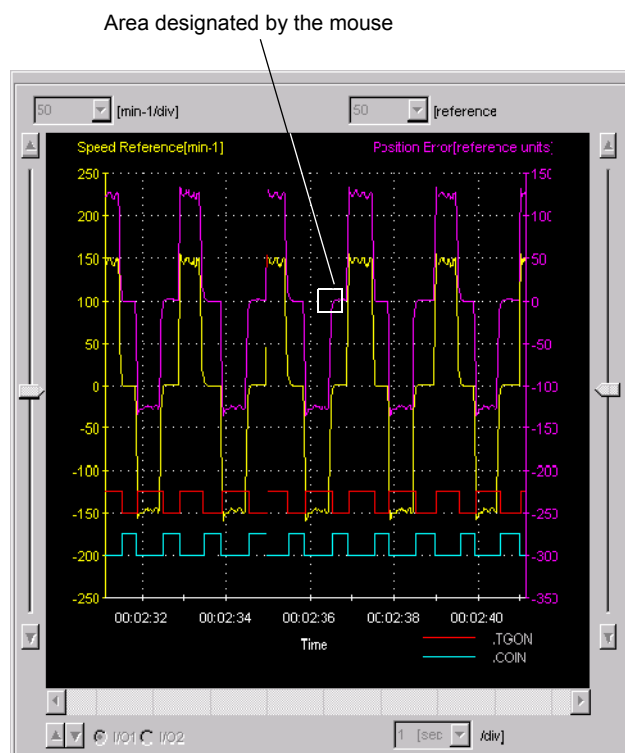 Area designated by the mouse
50 [min-1/div] 50 [reference
Speed Reference[min-1] Position Error[reference units]
250 150
200 100
150 50
100 0
50 -50
0 -100
-50 -150
-100 -200
-150 -250
-200 -300
-250 -350
00:02:32 00:02:34 00:02:36 00:02:38 00:02:40
Time
.TGON
.COIN
I/O1 I/O2 1 [sec /div]